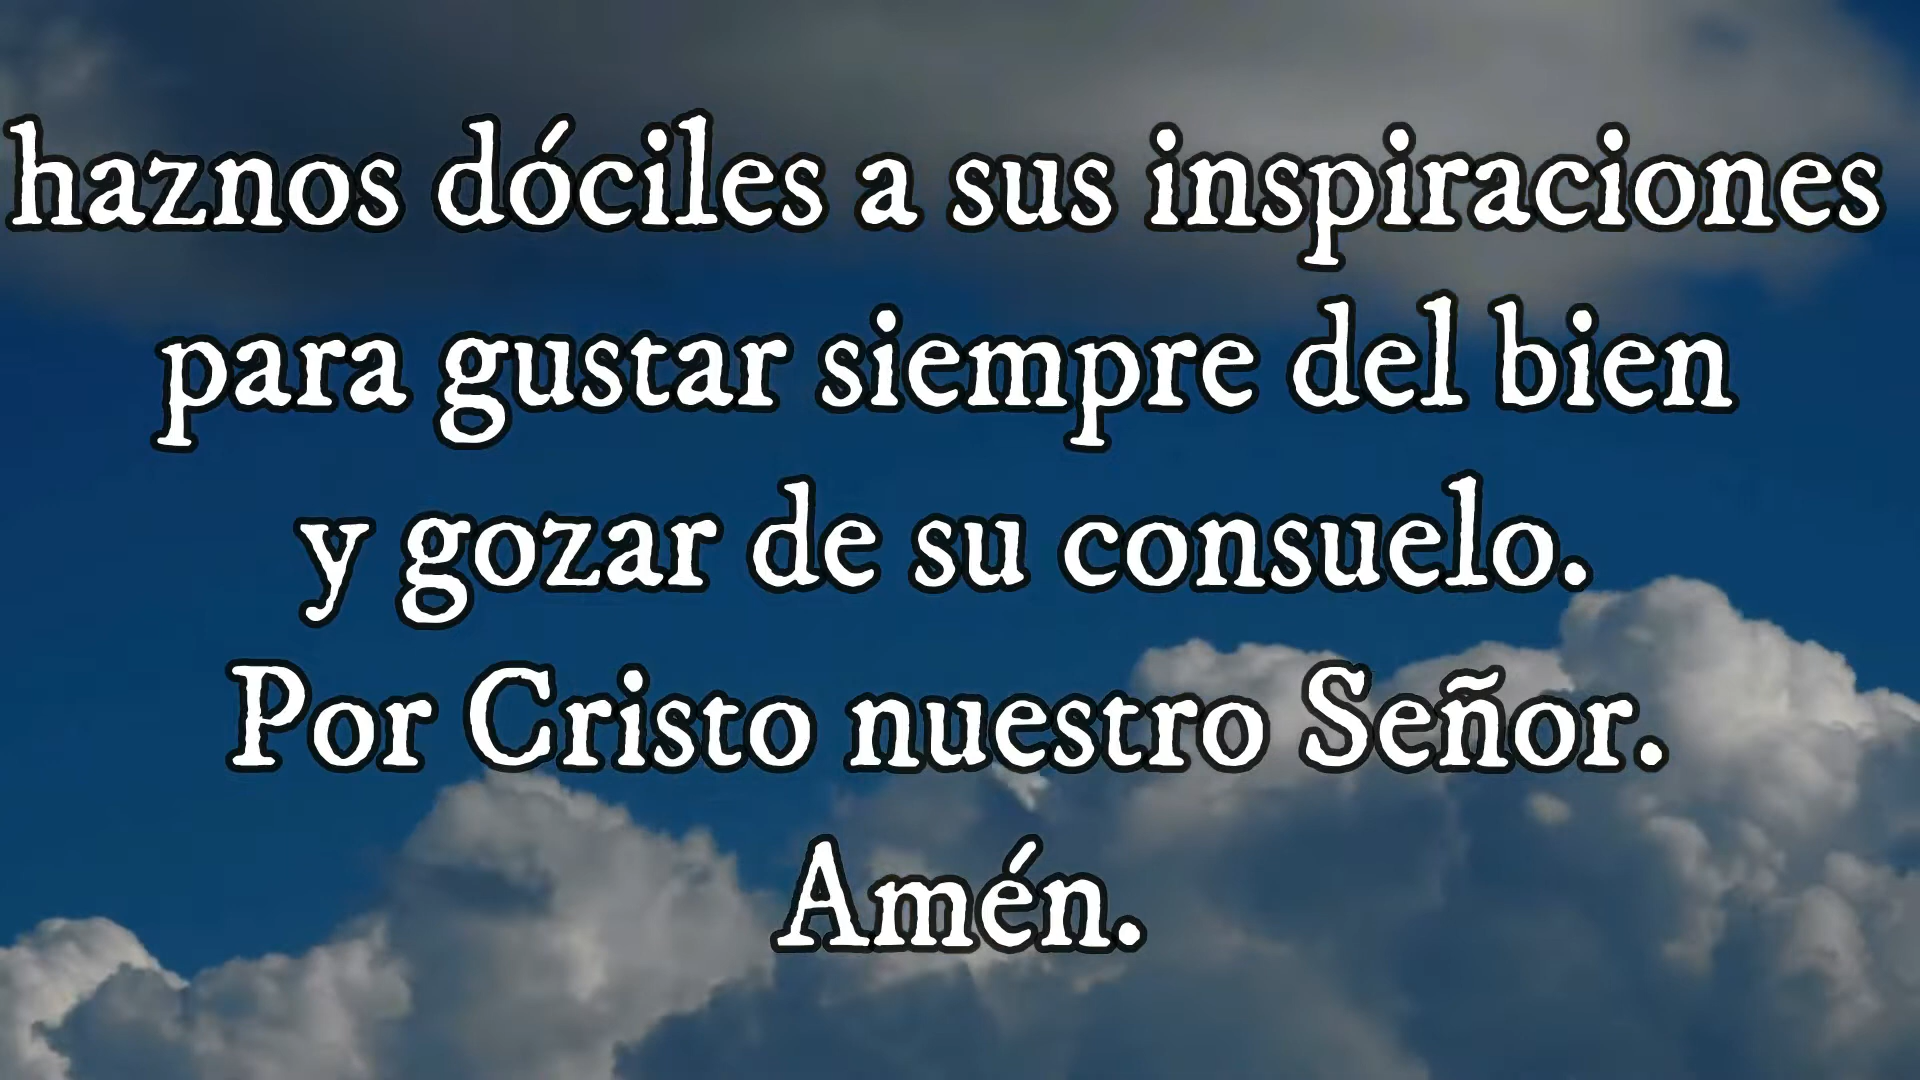 haznos dóciles a sus inspiraciones
para gustar siempre del bien
y gozar de su consuelo.
Por Cristo nuestro Señor.
Amén.